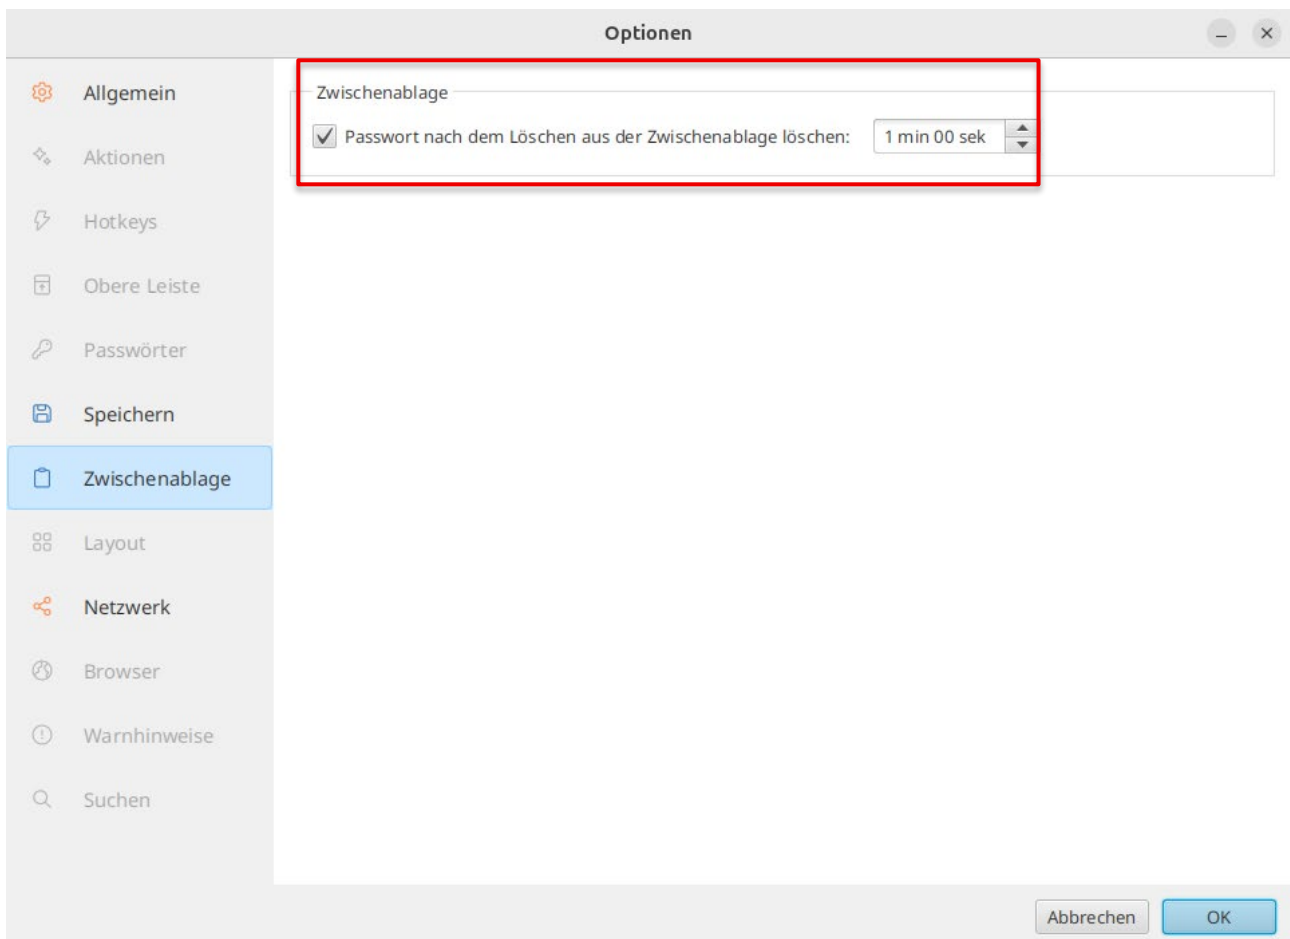 Optionen
Allgemein
Aktionen
Hotkeys
Obere Leiste
Passwörter
Speichern
Zwischenablage
Layout
Netzwerk
Browser
Warnhinweise
Suchen
Zwischenablage
Passwort nach dem Löschen aus der Zwischenablage löschen: 1 min 00 sek
Abbrechen OK